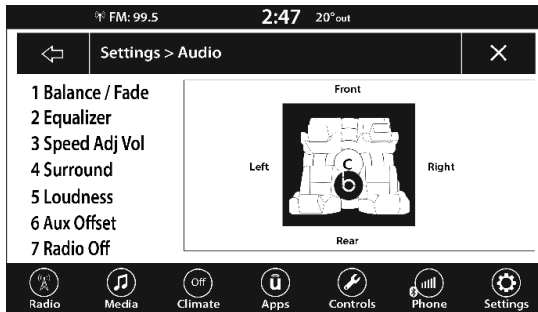 FM: 99.5 2:47 20°out
Settings > Audio
1 Balance / Fade
2 Equalizer
3 Speed Adj Vol
4 Surround
5 Loudness
6 Aux Offset
7 Radio Off
Front
Left
C
b
Right
Rear
Off
ū
Radio Media Climate Apps Controls Phone Settings